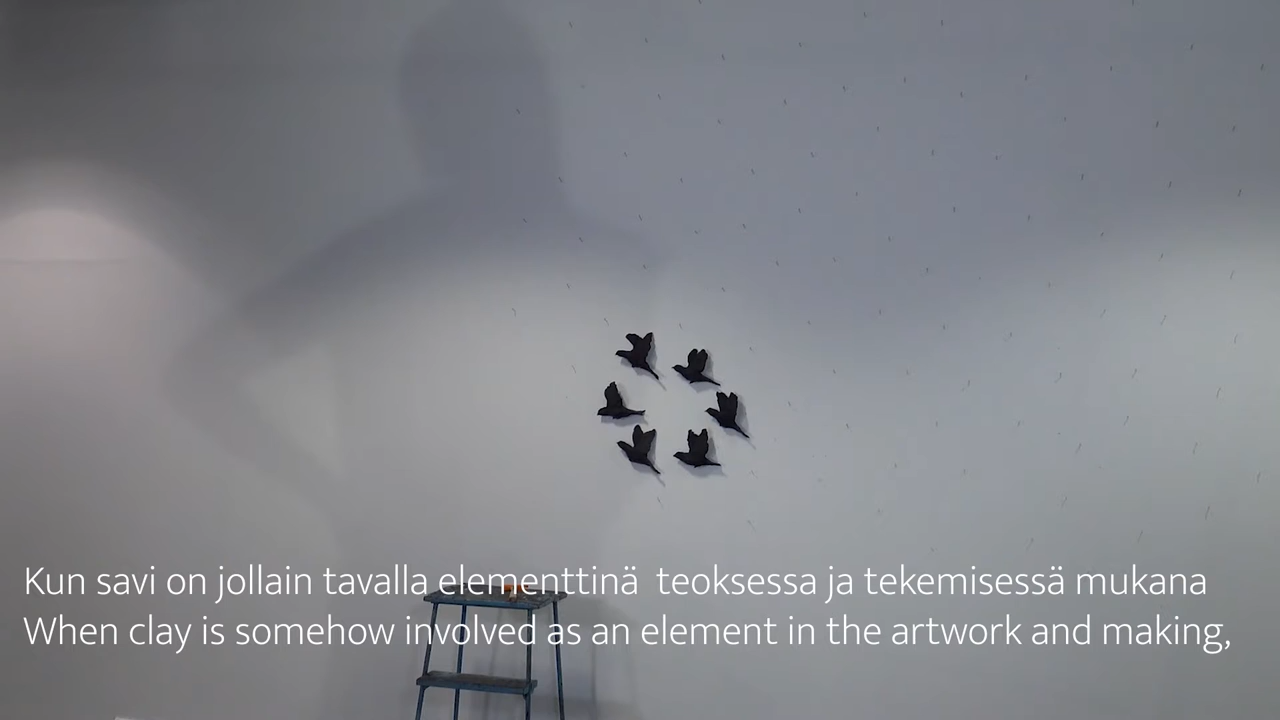 Kun savi on jollain tavalla elementtinä teoksessa ja tekemisessä mukana
When clay is somehow involved as an element in the artwork and making,